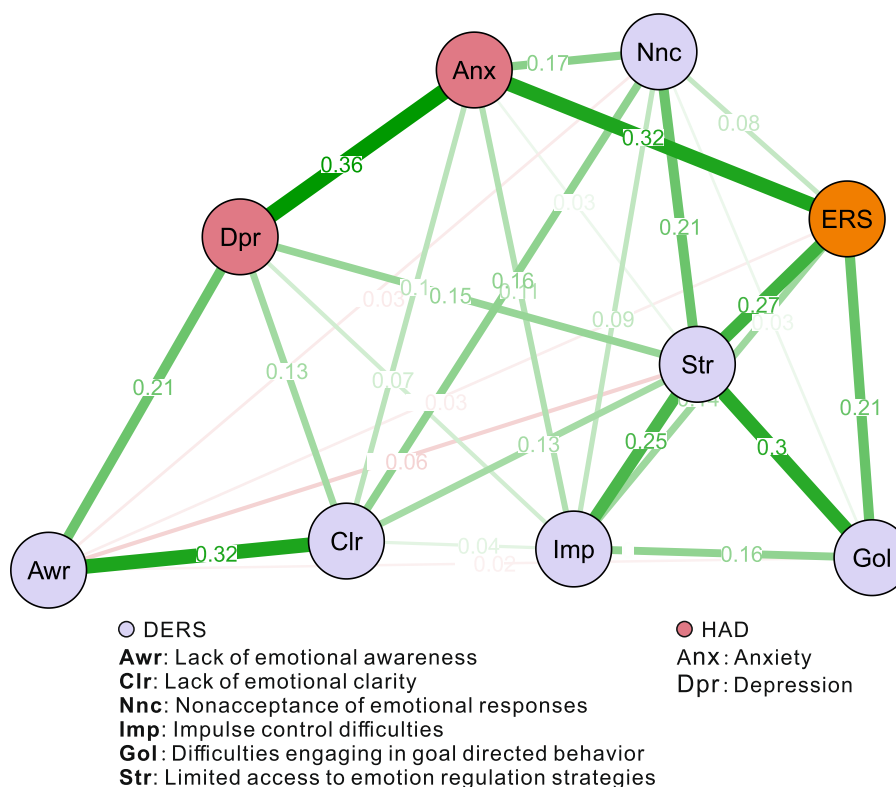 Nnc
Anx
0.17
0.08
0.32
0.36
0.03
ERS
0.21
Dpr
0.16
0.11
0.1
0.15
0.03
0.27
0.03
0.09
Str
0.13
0.07
0.21
0.03
0.21
0.25
0.3
0.13
0.06
Clr
Imp
0.04
0.32
0.16
Gol
0.02
Awr
DERS
Awr: Lack of emotional awareness
Clr: Lack of emotional clarity
Nnc: Nonacceptance of emotional responses
Imp: Impulse control difficulties
Gol: Difficulties engaging in goal directed behavior
Str: Limited access to emotion regulation strategies
HAD
Anx: Anxiety
Dpr: Depression